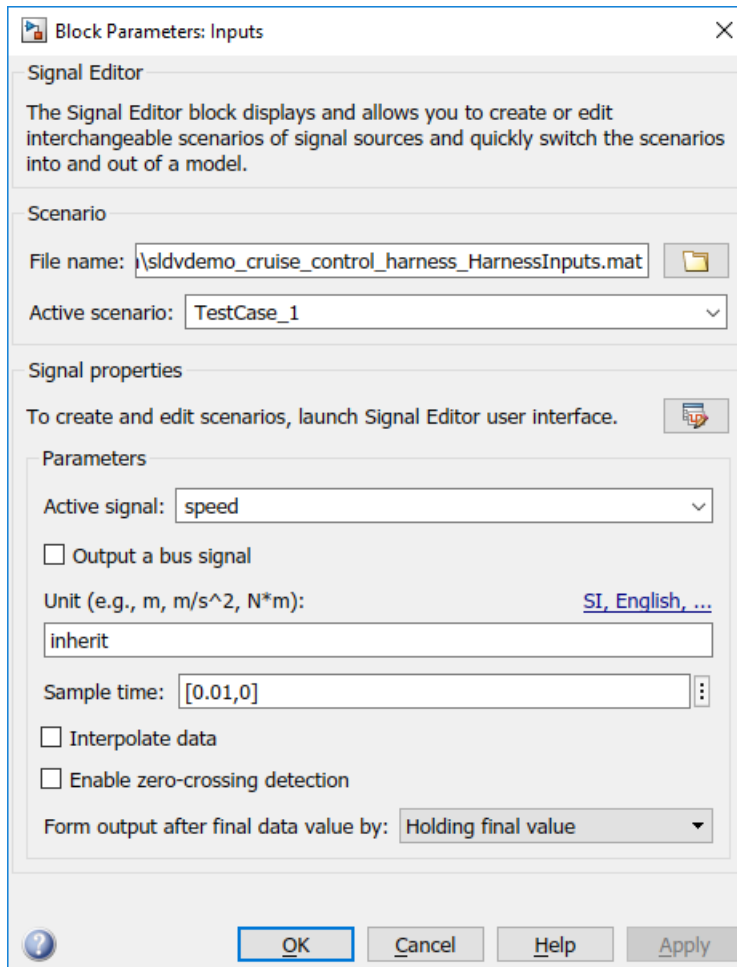 Block Parameters: Inputs
Signal Editor
The Signal Editor block displays and allows you to create or edit
interchangeable scenarios of signal sources and quickly switch the scenarios
into and out of a model.
Scenario
File name: \sldvdemo_cruise_control_harness_HarnessInputs.mat
Active scenario: TestCase_1
Signal properties
To create and edit scenarios, launch Signal Editor user interface.
Parameters
Active signal: speed
Output a bus signal
Unit (e.g., m, m/s^2, N*m): SI, English, ...
inherit
Sample time: [0.01,0]
Interpolate data
Enable zero-crossing detection
Form output after final data value by: Holding final value
OK Cancel Help Apply